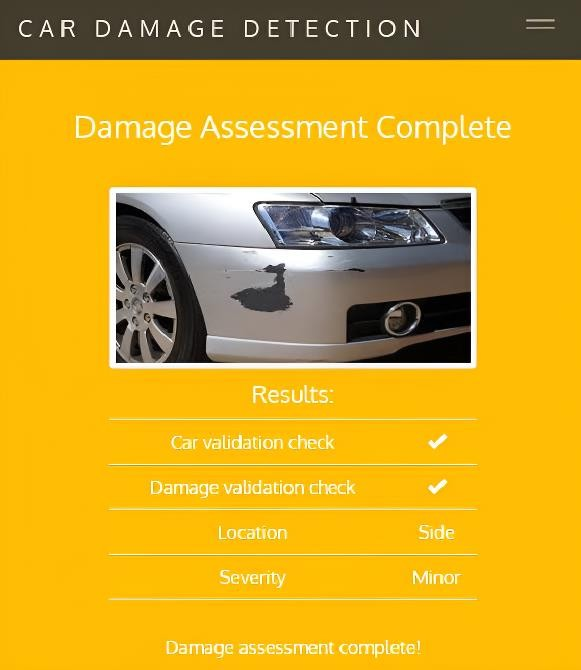 CAR DAMAGE DETECTION
Damage Assessment Complete
Results:
Car validation check ✔
Damage validation check ✔
Location Side
Severity Minor
Damage assessment complete!